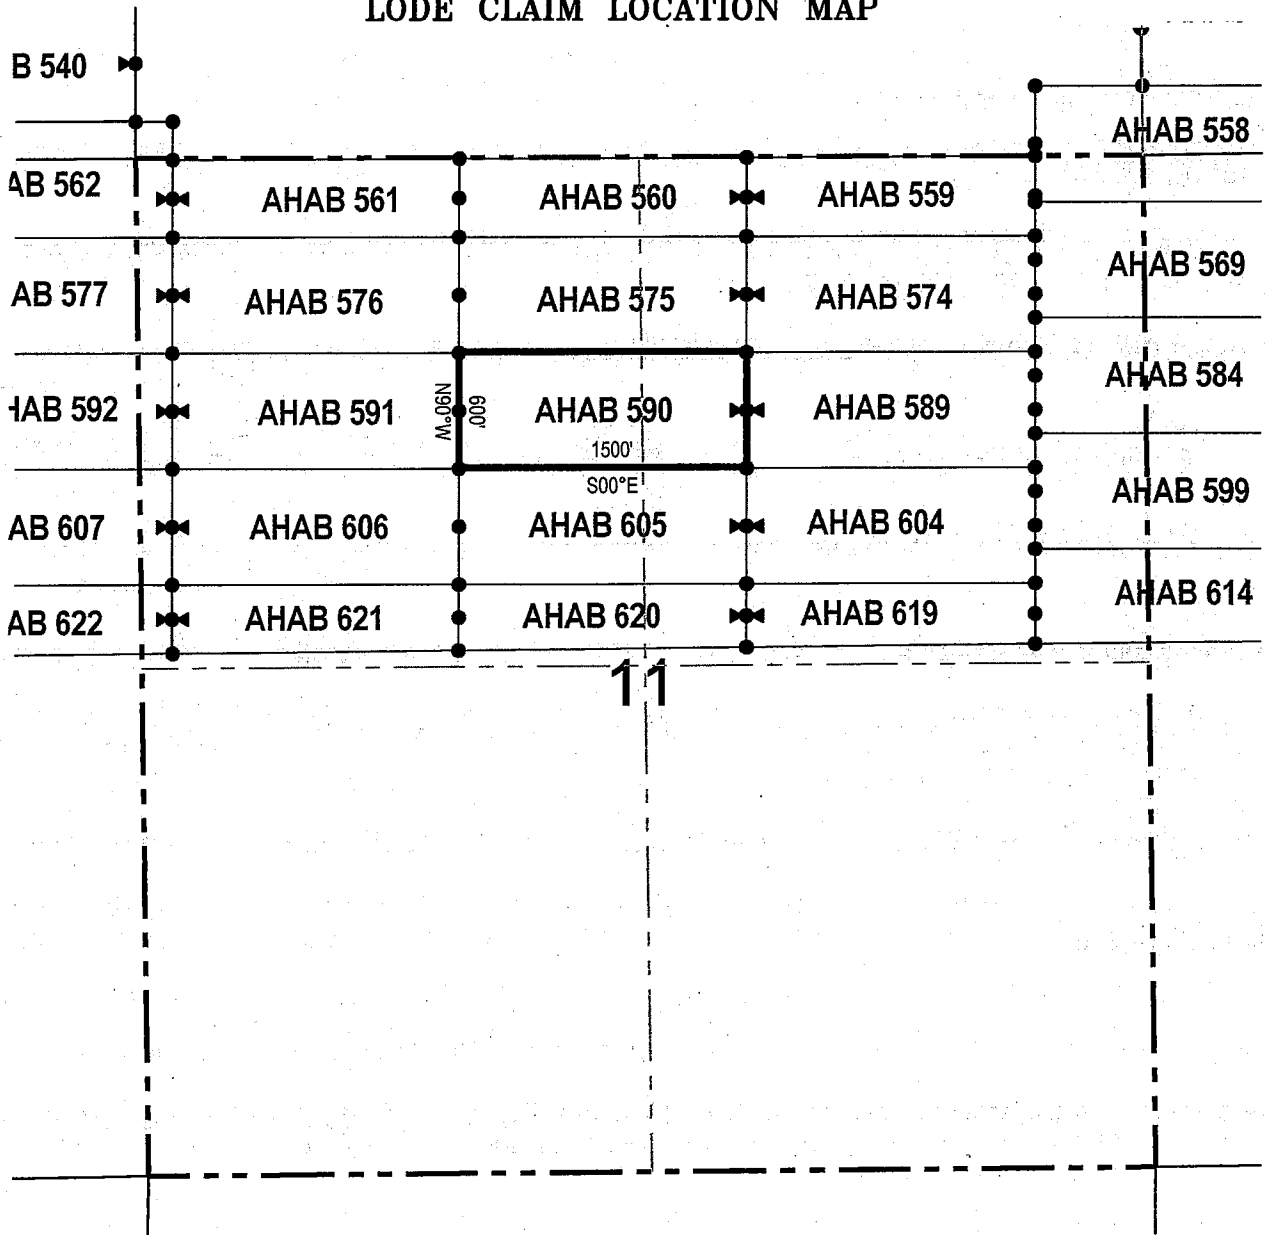 LODE CLAIM LOCATION MAP
B 540
AHAB 558
AB 562
AHAB 561
AHAB 560
AHAB 559
AHAB 569
AB 577
AHAB 576
AHAB 575
AHAB 574
AHAB 584
HAB 592
AHAB 591
N90°W
600'
AHAB 590
1500'
S00°E
AHAB 589
AHAB 599
AB 607
AHAB 606
AHAB 605
AHAB 604
AHAB 614
AB 622
AHAB 621
AHAB 620
AHAB 619
11